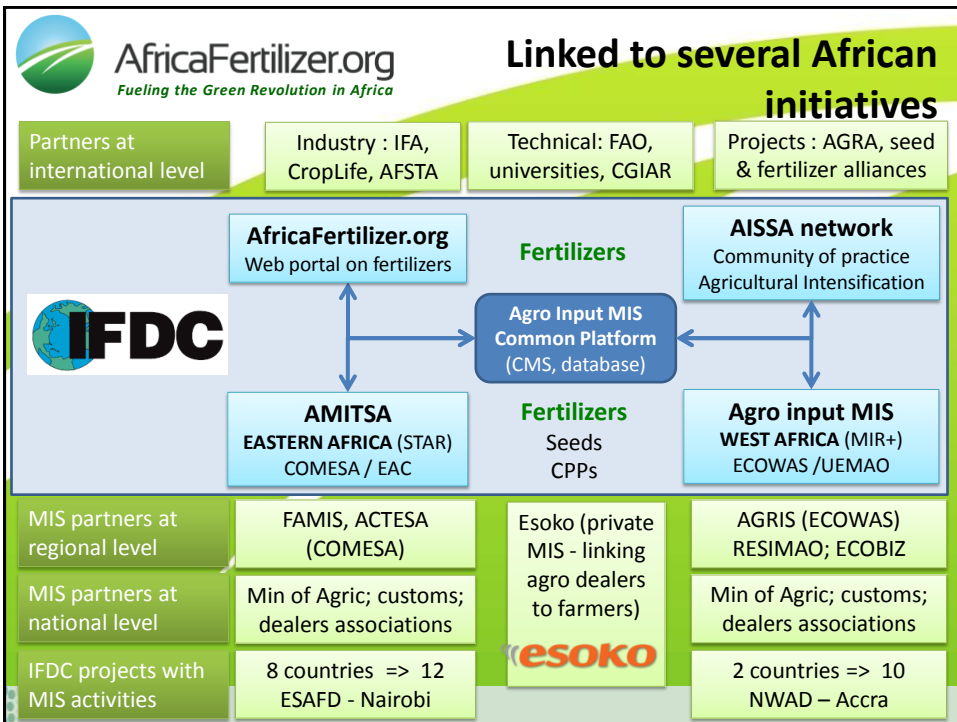 AfricaFertilizer.org
Fueling the Green Revolution in Africa
Linked to several African
initiatives
Partners at
international level
Industry : IFA,
CropLife, AFSTA
Technical: FAO,
universities, CGIAR
Projects : AGRA, seed
& fertilizer alliances
AfricaFertilizer.org
Web portal on fertilizers
Fertilizers
AISSA network
Community of practice
Agricultural Intensification
IFDC
Agro Input MIS
Common Platform
(CMS, database)
AMITSA
EASTERN AFRICA (STAR)
COMESA / EAC
Fertilizers
Seeds
CPPs
Agro input MIS
WEST AFRICA (MIR+)
ECOWAS /UEMAO
MIS partners at
regional level
FAMIS, ACTESA
(COMESA)
Esoko (private
MIS - linking
agro dealers
to farmers)
esoko
AGRIS (ECOWAS)
RESIMAO; ECOBIZ
MIS partners at
national level
Min of Agric; customs;
dealers associations
Min of Agric; customs;
dealers associations
IFDC projects with
MIS activities
8 countries => 12
ESAFD - Nairobi
2 countries => 10
NWAD – Accra